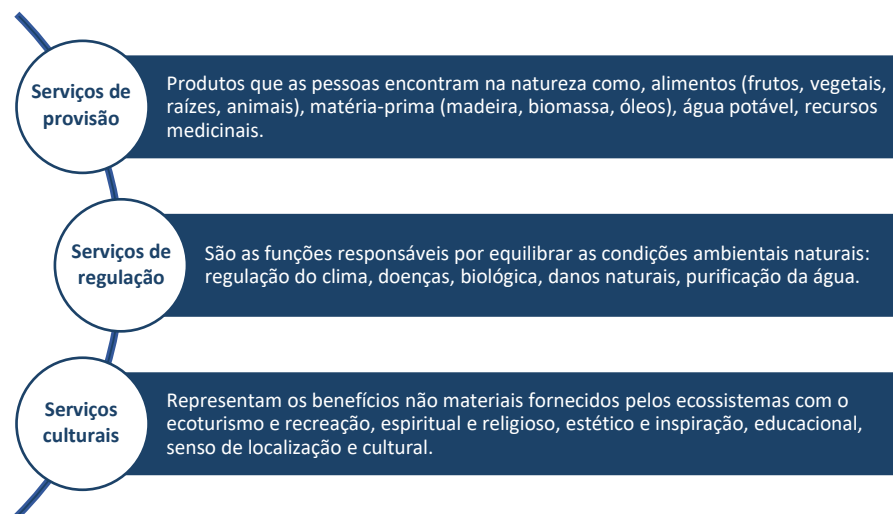 Serviços de
provisão
Produtos que as pessoas encontram na natureza como, alimentos (frutos, vegetais,
raízes, animais), matéria-prima (madeira, biomassa, óleos), água potável, recursos
medicinais.
Serviços de
regulação
São as funções responsáveis por equilibrar as condições ambientais naturais:
regulação do clima, doenças, biológica, danos naturais, purificação da água.
Serviços
culturais
Representam os benefícios não materiais fornecidos pelos ecossistemas com o
ecoturismo e recreação, espiritual e religioso, estético e inspiração, educacional,
senso de localização e cultural.